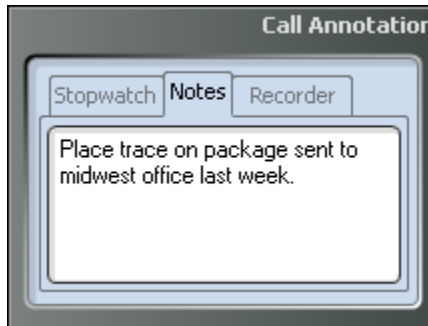 Call Annotation
Stopwatch Notes Recorder
Place trace on package sent to
midwest office last week.